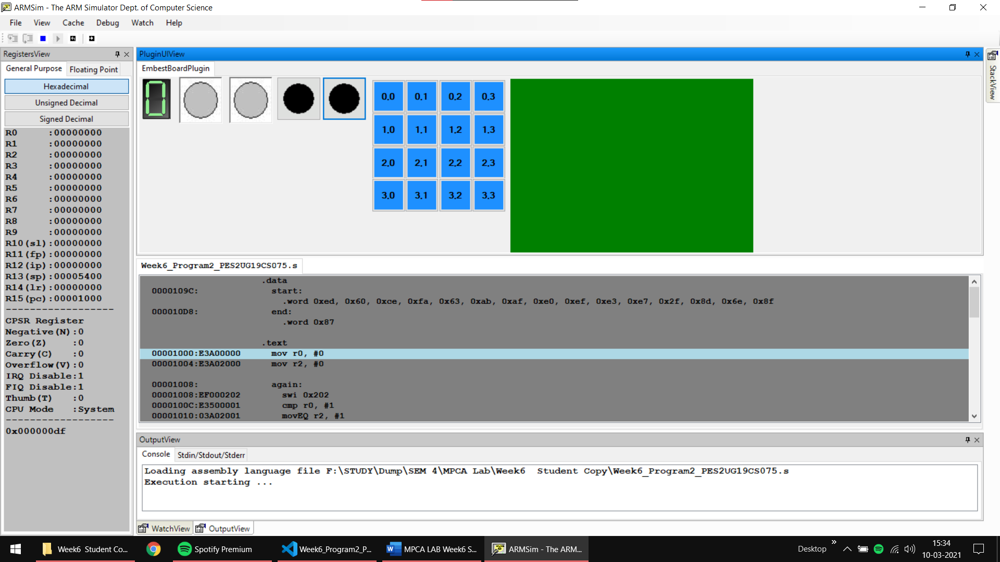 ARMSim - The ARM Simulator Dept. of Computer Science
File View Cache Debug Watch Help
RegistersView
General Purpose Floating Point
Hexadecimal
Unsigned Decimal
Signed Decimal
R0 :00000000
R1 :00000000
R2 :00000000
R3 :00000000
R4 :00000000
R5 :00000000
R6 :00000000
R7 :00000000
R8 :00000000
R9 :00000000
R10(sl):00000000
R11(fp):00000000
R12(ip):00000000
R13(sp):00005400
R14(lr):00000000
R15(pc):00001000
------------------
CPSR Register
Negative(N):0
Zero(Z) :0
Carry(C) :0
Overflow(V):0
IRQ Disable:1
FIQ Disable:1
Thumb(T) :0
CPU Mode :System
------------------
0x000000df
PluginUIView
EmbestBoardPlugin
0
0.0 0.1 0.2 0.3
1.0 1.1 1.2 1.3
2.0 2.1 2.2 2.3
3.0 3.1 3.2 3.3
StackView
Week6_Program2_PES2UG19CS075.s
.data
0000109C: start:
.word 0xed, 0x60, 0xce, 0xfa, 0x63, 0xab, 0xaf, 0xe0, 0xef, 0xe3, 0xe7, 0x2f, 0x8d, 0x6e, 0x8f
000010D8: end:
.word 0x87
.text
00001000:E3A00000 mov r0, #0
00001004:E3A02000 mov r2, #0
00001008: again:
00001008:EF000202 swi 0x202
0000100C:E3500001 cmp r0, #1
00001010:03A02001 movEQ r2, #1
OutputView
Console Stdin/Stdout/Stderr
Loading assembly language file F:\STUDY\Dump\SEM 4\MPCA Lab\Week6  Student Copy\Week6_Program2_PES2UG19CS075.s
Execution starting ...
WatchView OutputView
Week6 Student Co... Spotify Premium Week6_Program2_P... MPCA LAB Week6 S... ARMSim - The ARM... Desktop
15:34
10-03-2021